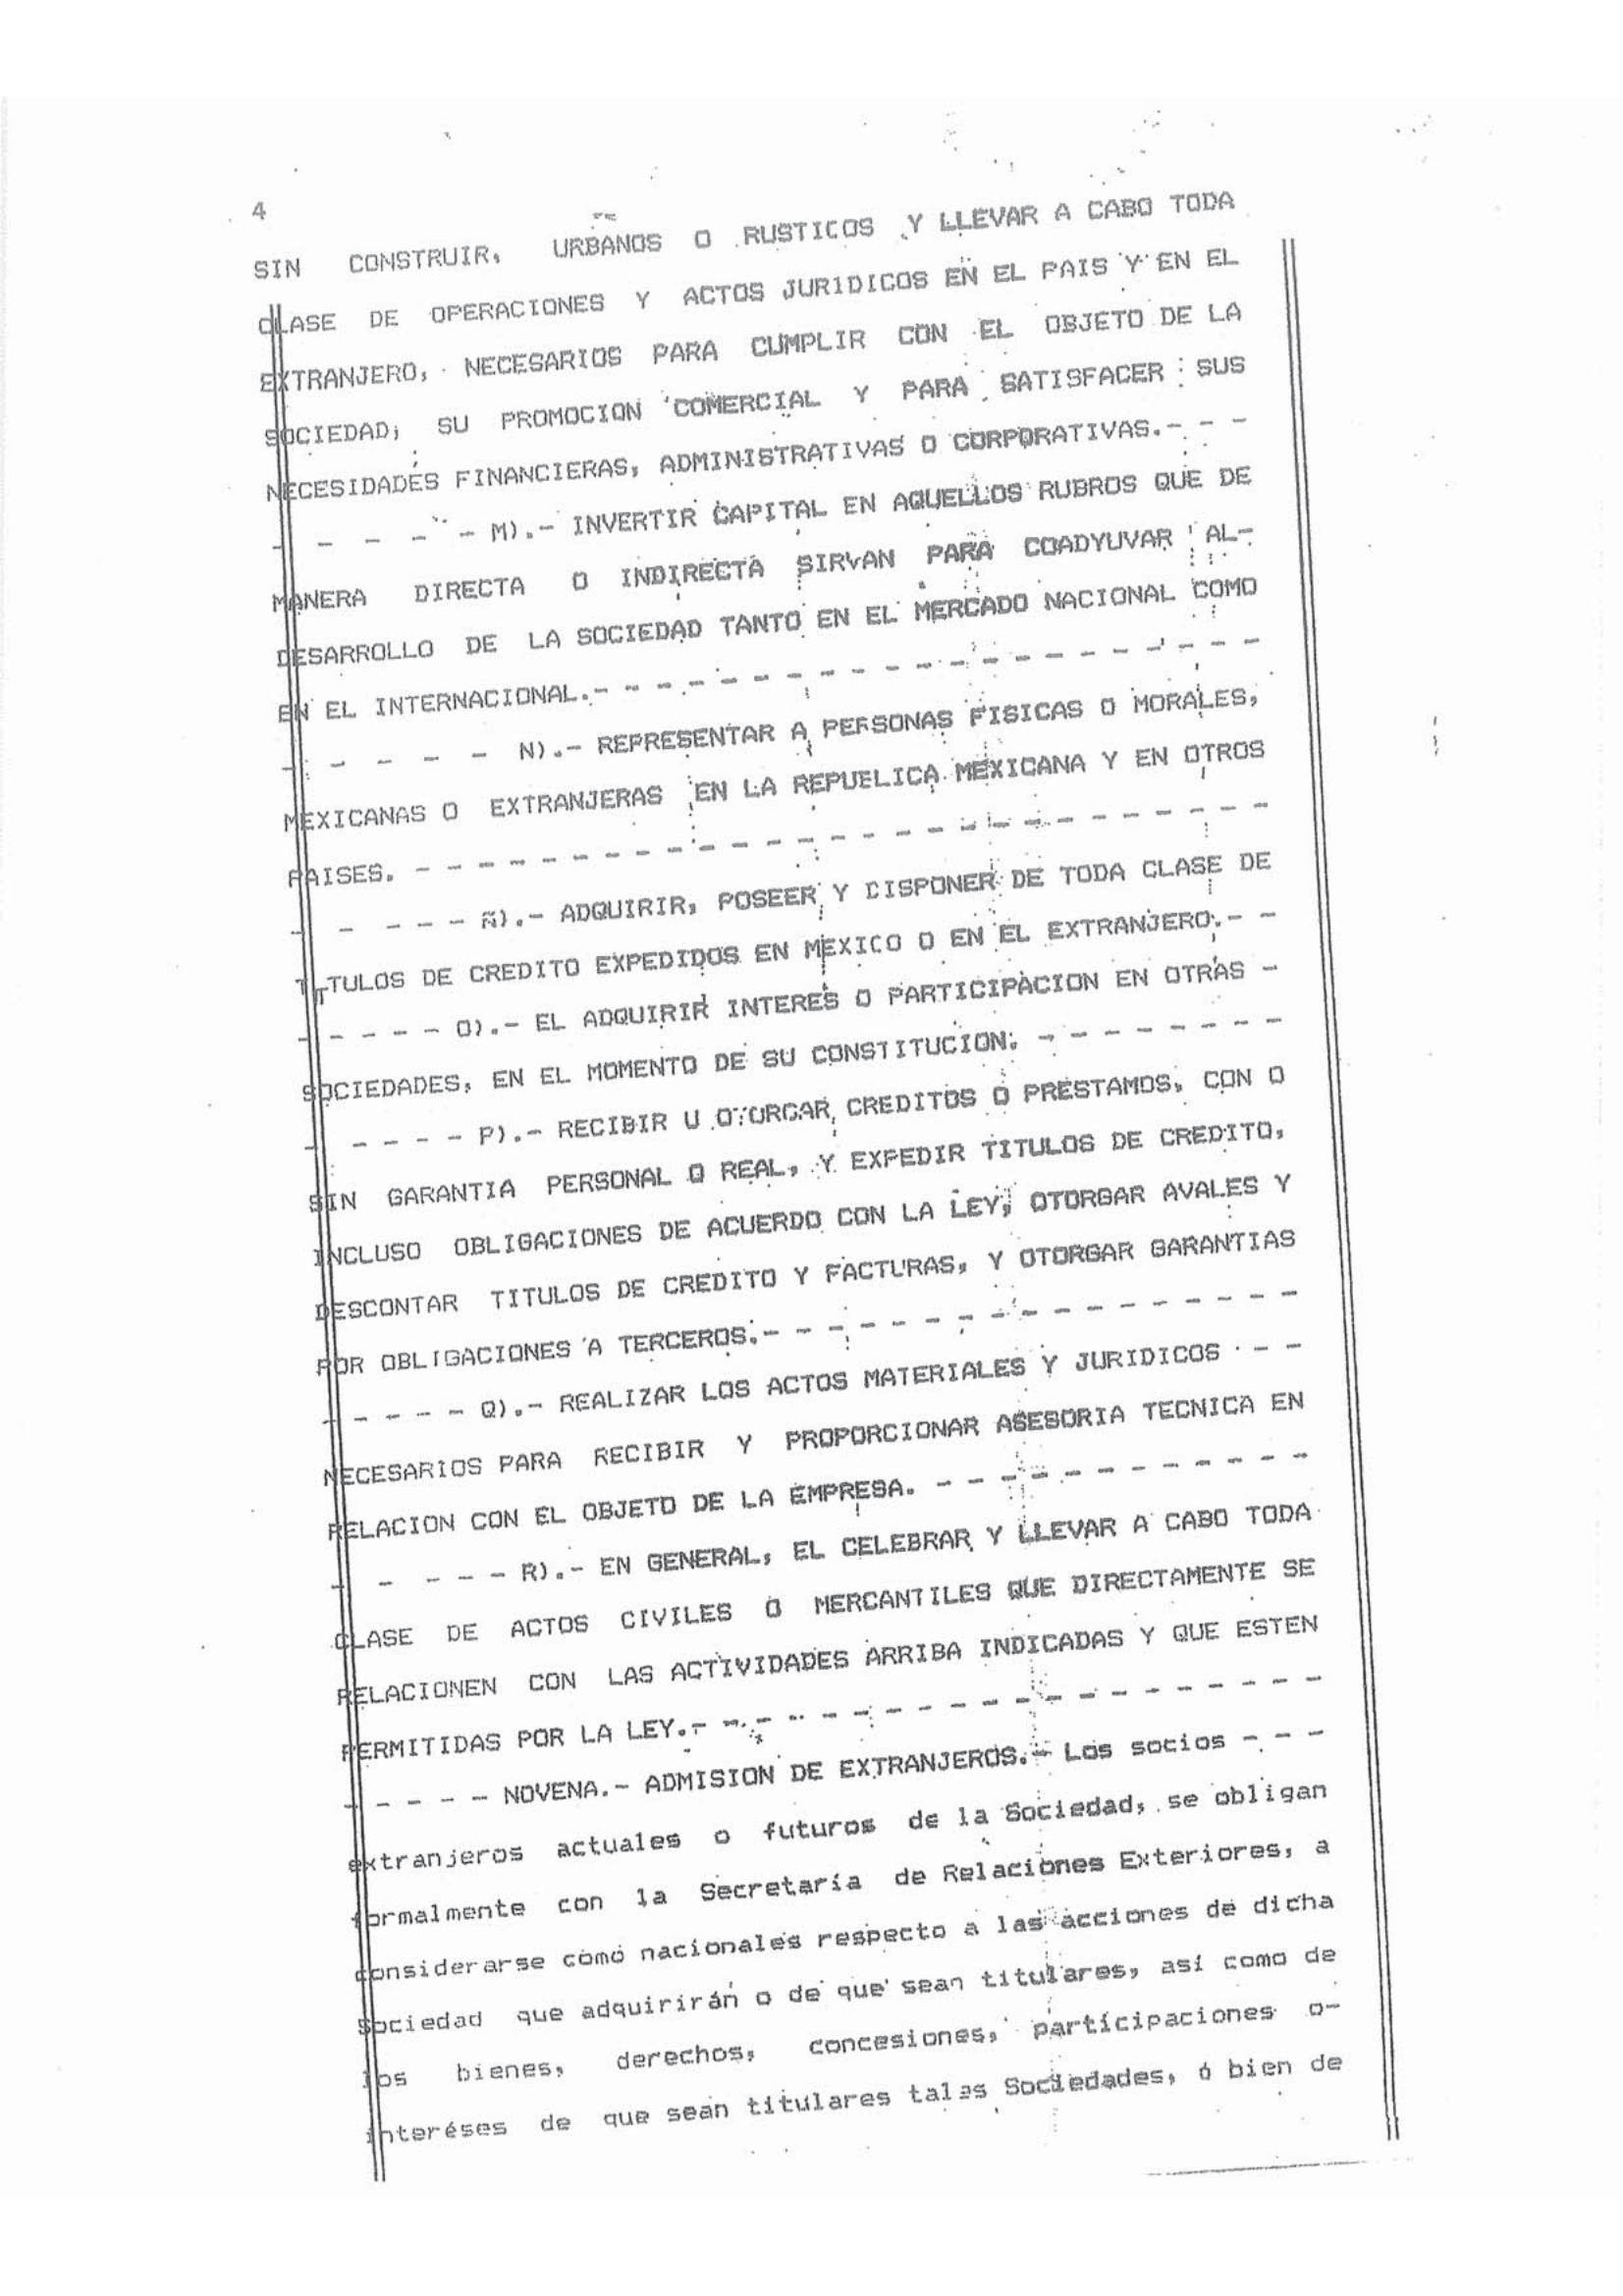 4
SIN CONSTRUIR, URBANOS O RUSTICOS Y LLEVAR A CABO TODA
CLASE DE OPERACIONES Y ACTOS JURIDICOS EN EL PAIS Y EN EL
EXTRANJERO, NECESARIOS PARA CUMPLIR CON EL OBJETO DE LA
SOCIEDAD; SU PROMOCION COMERCIAL Y PARA SATISFACER SUS
NECESIDADES FINANCIERAS, ADMINISTRATIVAS O CORPORATIVAS.- - -
- - - - - M).- INVERTIR CAPITAL EN AQUELLOS RUBROS QUE DE
MANERA DIRECTA O INDIRECTA SIRVAN PARA COADYUVAR AL-
DESARROLLO DE LA SOCIEDAD TANTO EN EL MERCADO NACIONAL COMO
EN EL INTERNACIONAL.- - - - - - - - - - - - - - - - - - - - -
- - - - - N).- REPRESENTAR A PERSONAS FISICAS O MORALES,
MEXICANAS O EXTRANJERAS EN LA REPUBLICA MEXICANA Y EN OTROS
PAISES. - - - - - - - - - - - - - - - - - - - - - - - - - - -
- - - - - Ñ).- ADQUIRIR, POSEER Y DISPONER DE TODA CLASE DE
TITULOS DE CREDITO EXPEDIDOS EN MEXICO O EN EL EXTRANJERO.- -
- - - - - O).- EL ADQUIRIR INTERES O PARTICIPACION EN OTRAS -
SOCIEDADES, EN EL MOMENTO DE SU CONSTITUCION. - - - - - - - -
- - - - - P).- RECIBIR U OTORGAR CREDITOS O PRESTAMOS, CON O
SIN GARANTIA PERSONAL O REAL, Y EXPEDIR TITULOS DE CREDITO,
INCLUSO OBLIGACIONES DE ACUERDO CON LA LEY; OTORGAR AVALES Y
DESCONTAR TITULOS DE CREDITO Y FACTURAS, Y OTORGAR GARANTIAS
POR OBLIGACIONES A TERCEROS.- - - - - - - - - - - - - - - - -
- - - - - Q).- REALIZAR LOS ACTOS MATERIALES Y JURIDICOS - - -
NECESARIOS PARA RECIBIR Y PROPORCIONAR ASESORIA TECNICA EN
RELACION CON EL OBJETO DE LA EMPRESA. - - - - - - - - - - - -
- - - - - R).- EN GENERAL, EL CELEBRAR Y LLEVAR A CABO TODA
CLASE DE ACTOS CIVILES O MERCANTILES QUE DIRECTAMENTE SE
RELACIONEN CON LAS ACTIVIDADES ARRIBA INDICADAS Y QUE ESTEN
PERMITIDAS POR LA LEY.- - - - - - - - - - - - - - - - - - - -
- - - - - NOVENA.- ADMISION DE EXTRANJEROS.- Los socios - - -
extranjeros actuales o futuros de la Sociedad, se obligan
formalmente con la Secretaría de Relaciones Exteriores, a
considerarse como nacionales respecto a las acciones de dicha
Sociedad que adquirirán o de que sean titulares, así como de
los bienes, derechos, concesiones, participaciones o-
interéses de que sean titulares tales Sociedades, ó bien de